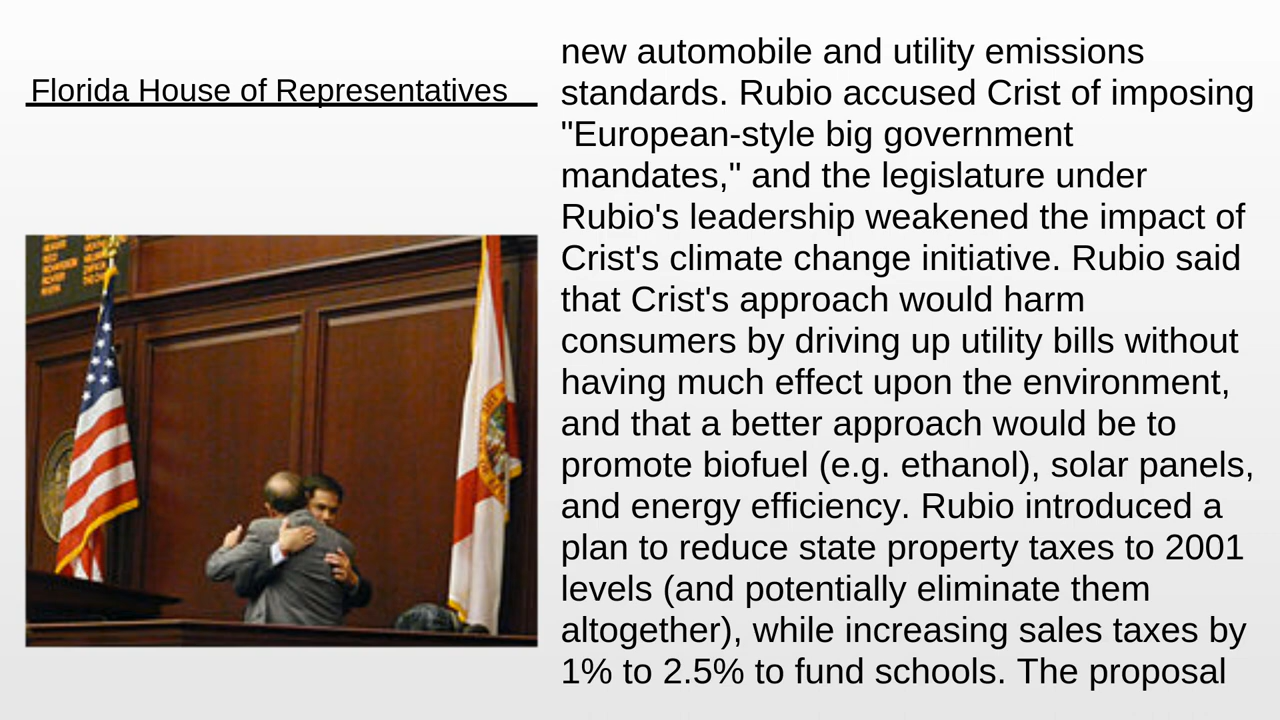 Florida House of Representatives
new automobile and utility emissions
standards. Rubio accused Crist of imposing
"European-style big government
mandates," and the legislature under
Rubio's leadership weakened the impact of
Crist's climate change initiative. Rubio said
that Crist's approach would harm
consumers by driving up utility bills without
having much effect upon the environment,
and that a better approach would be to
promote biofuel (e.g. ethanol), solar panels,
and energy efficiency. Rubio introduced a
plan to reduce state property taxes to 2001
levels (and potentially eliminate them
altogether), while increasing sales taxes by
1% to 2.5% to fund schools. The proposal